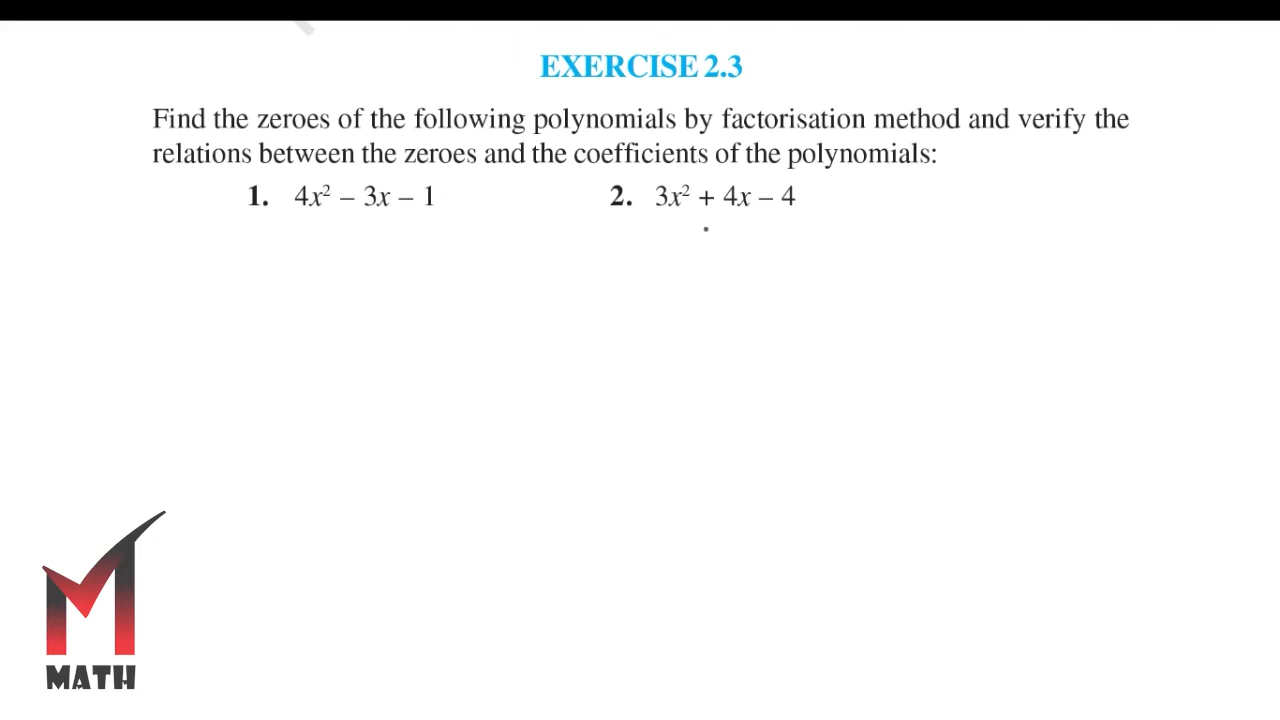 EXERCISE 2.3
Find the zeroes of the following polynomials by factorisation method and verify the
relations between the zeroes and the coefficients of the polynomials:
1. 4x² – 3x – 1 2. 3x² + 4x – 4
MATH